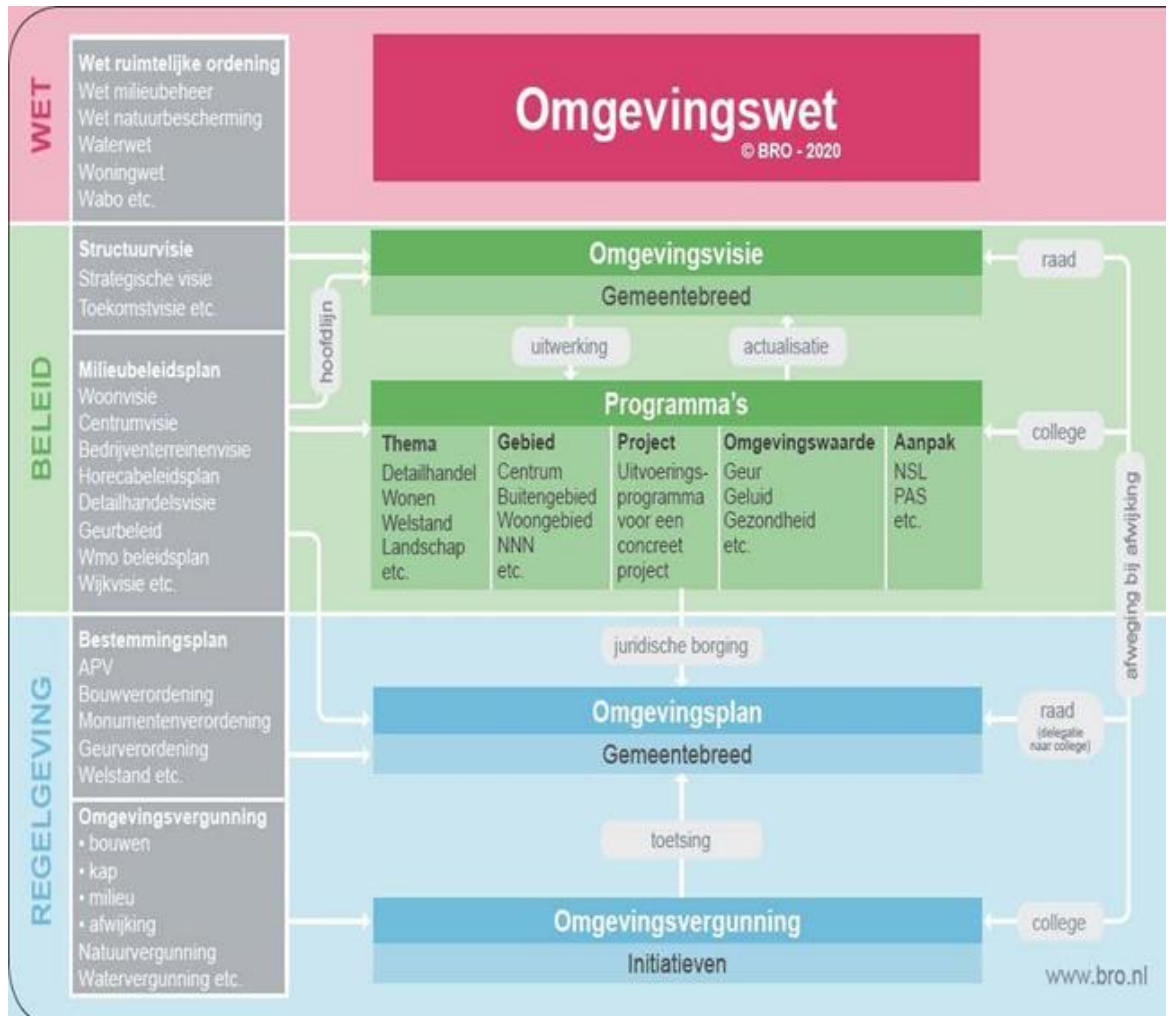 WET
Wet ruimtelijke ordening
Wet milieubeheer
Wet natuurbescherming
Waterwet
Woningwet
Wabo etc.
Omgevingswet
© BRO - 2020
BELEID
Structuurvisie
Strategische visie
Toekomstvisie etc.
Milieubeleidsplan
Woonvisie
Centrumvisie
Bedrijventerreinenvisie
Horecabeleidsplan
Detailhandelsvisie
Geurbeleid
Wmo beleidsplan
Wijkvisie etc.
hoofdlijn
Omgevingsvisie
Gemeentebreed
uitwerking
actualisatie
Programma's
Thema
Detailhandel
Wonen
Welstand
Landschap
etc.
Gebied
Centrum
Buitengebied
Woongebied
NNN
etc.
Project
Uitvoerings-
programma
voor een
concreet
project
Omgevingswaarde
Geur
Geluid
Gezondheid
etc.
Aanpak
NSL
PAS
etc.
raad
college
afweging bij afwijking
REGELGEVING
Bestemmingsplan
APV
Bouwverordening
Monumentenverordening
Geurverordening
Welstand etc.
Omgevingsvergunning
• bouwen
• kap
• milieu
• afwijking
Natuurvergunning
Watervergunning etc.
juridische borging
Omgevingsplan
Gemeentebreed
raad
(delegatie
naar college)
toetsing
Omgevingsvergunning
Initiatieven
college
www.bro.nl